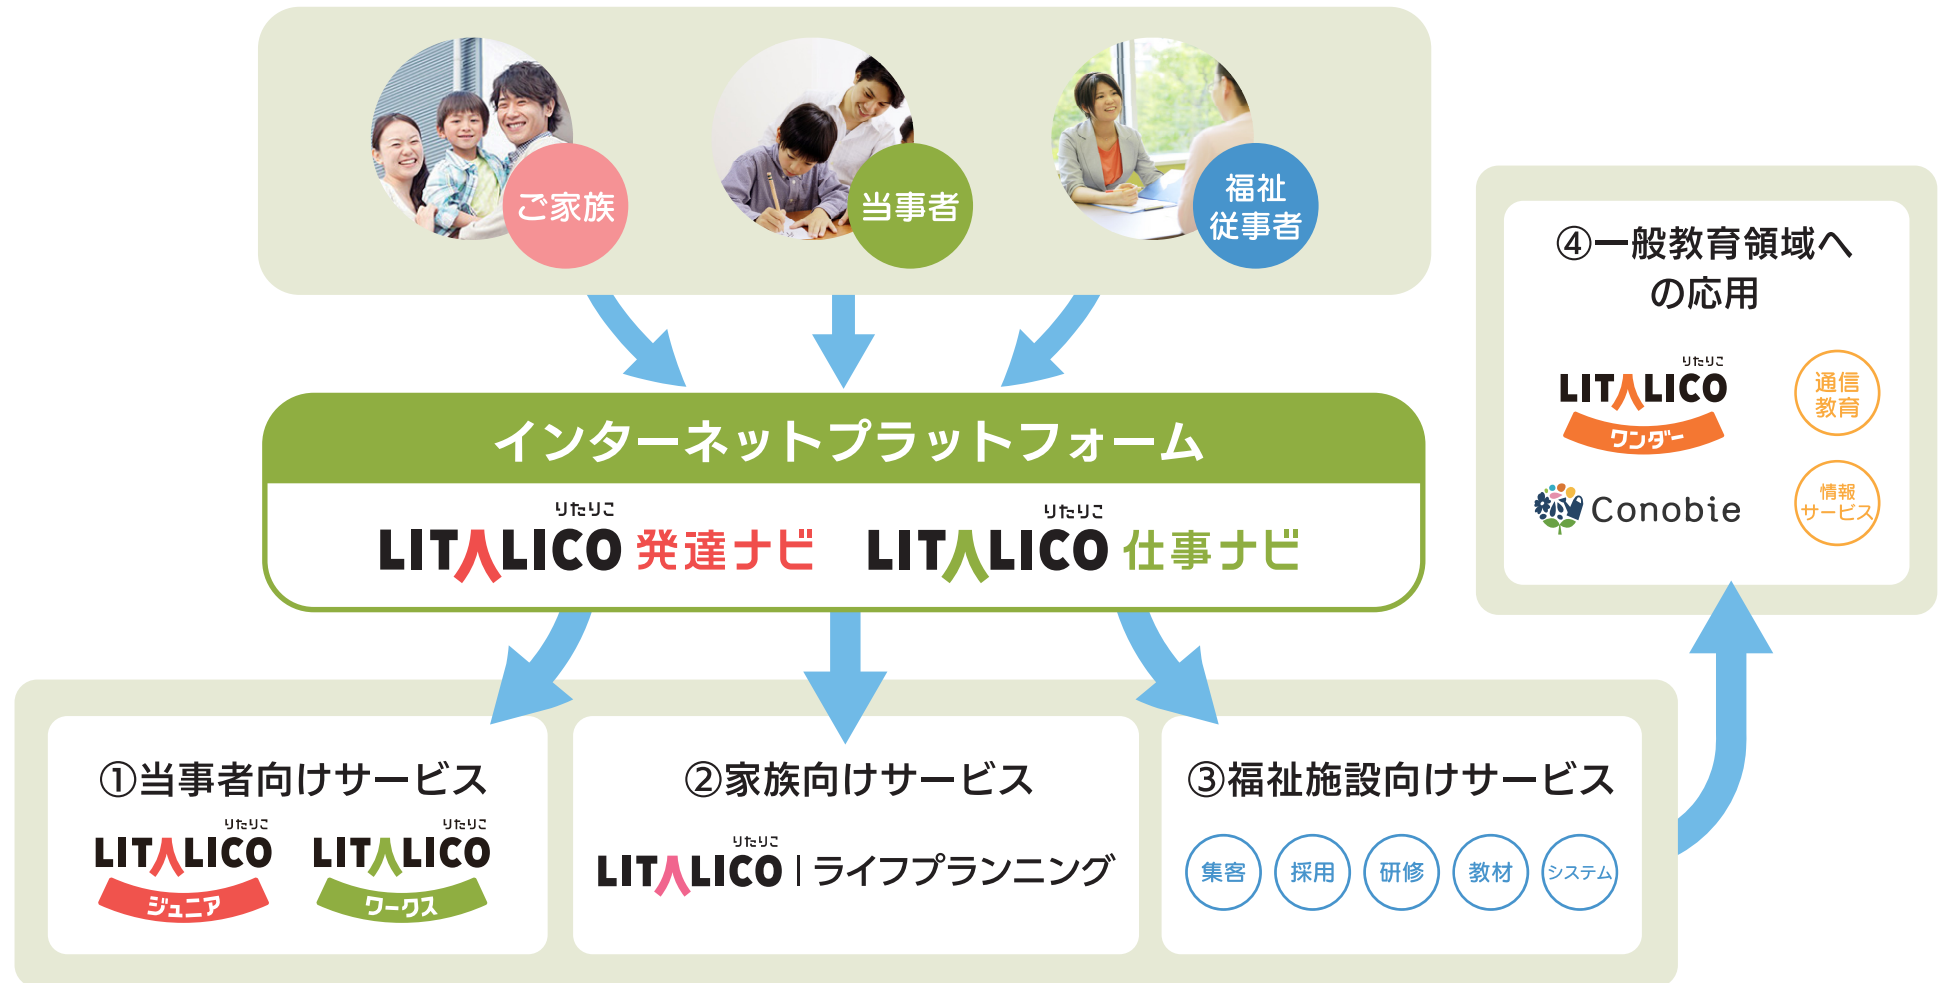 ご家族
当事者
福祉
従事者
インターネットプラットフォーム
りたりこ
LITALICO 発達ナビ
りたりこ
LITALICO 仕事ナビ
①当事者向けサービス
りたりこ
LITALICO
ジュニア
りたりこ
LITALICO
ワークス
②家族向けサービス
りたりこ
LITALICO | ライフプランニング
③福祉施設向けサービス
集客
採用
研修
教材
システム
④一般教育領域へ
の応用
りたりこ
LITALICO
ワンダー
通信
教育
Conobie
情報
サービス